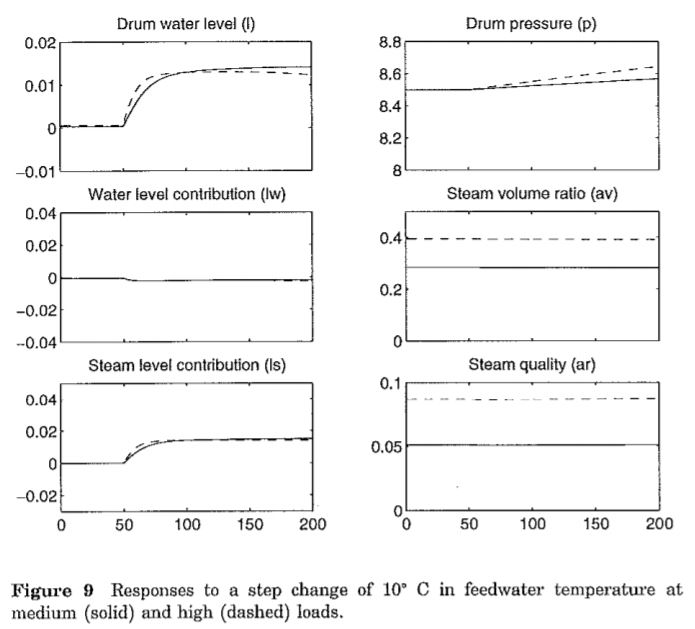 Drum water level (l)
0.02
0.01
0
−0.01
Drum pressure (p)
8.8
8.6
8.4
8.2
8
Water level contribution (lw)
0.04
0.02
0
−0.02
−0.04
Steam volume ratio (av)
0.4
0.2
0
Steam level contribution (ls)
0.04
0.02
0
−0.02
0 50 100 150 200
Steam quality (ar)
0.1
0.05
0
0 50 100 150 200
Figure 9 Responses to a step change of 10° C in feedwater temperature at
medium (solid) and high (dashed) loads.